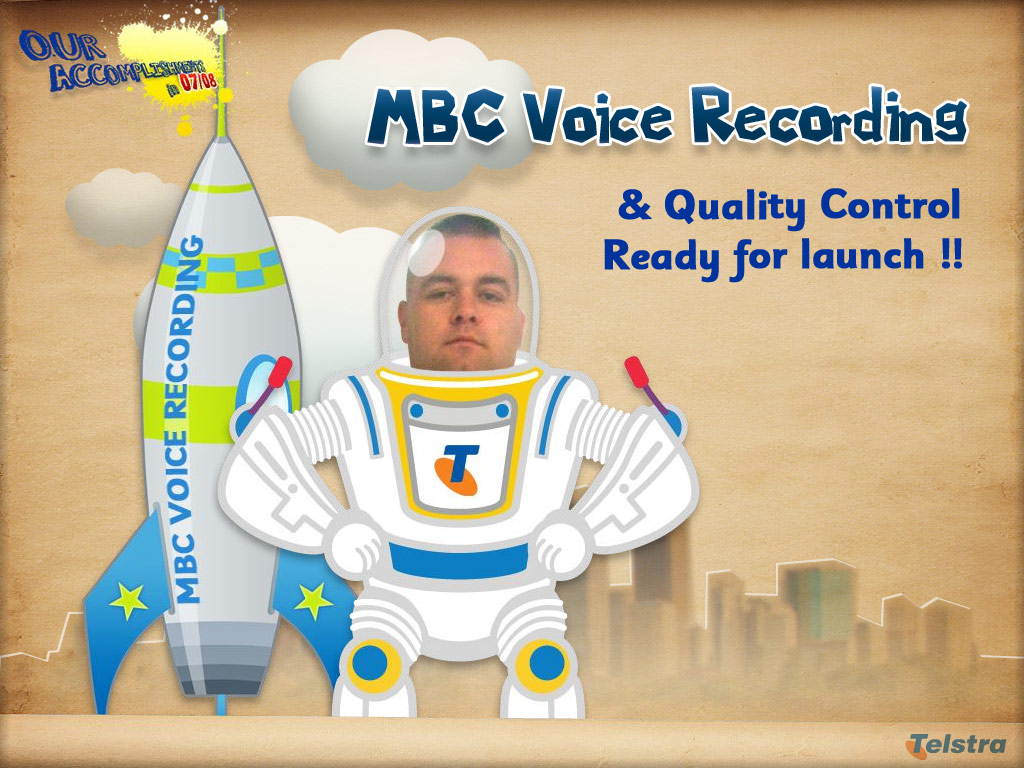 OUR
ACCOMPLISHMENTS
in 07/08
MBC Voice Recording
& Quality Control
Ready for launch !!
MBC VOICE RECORDING
T
Telstra